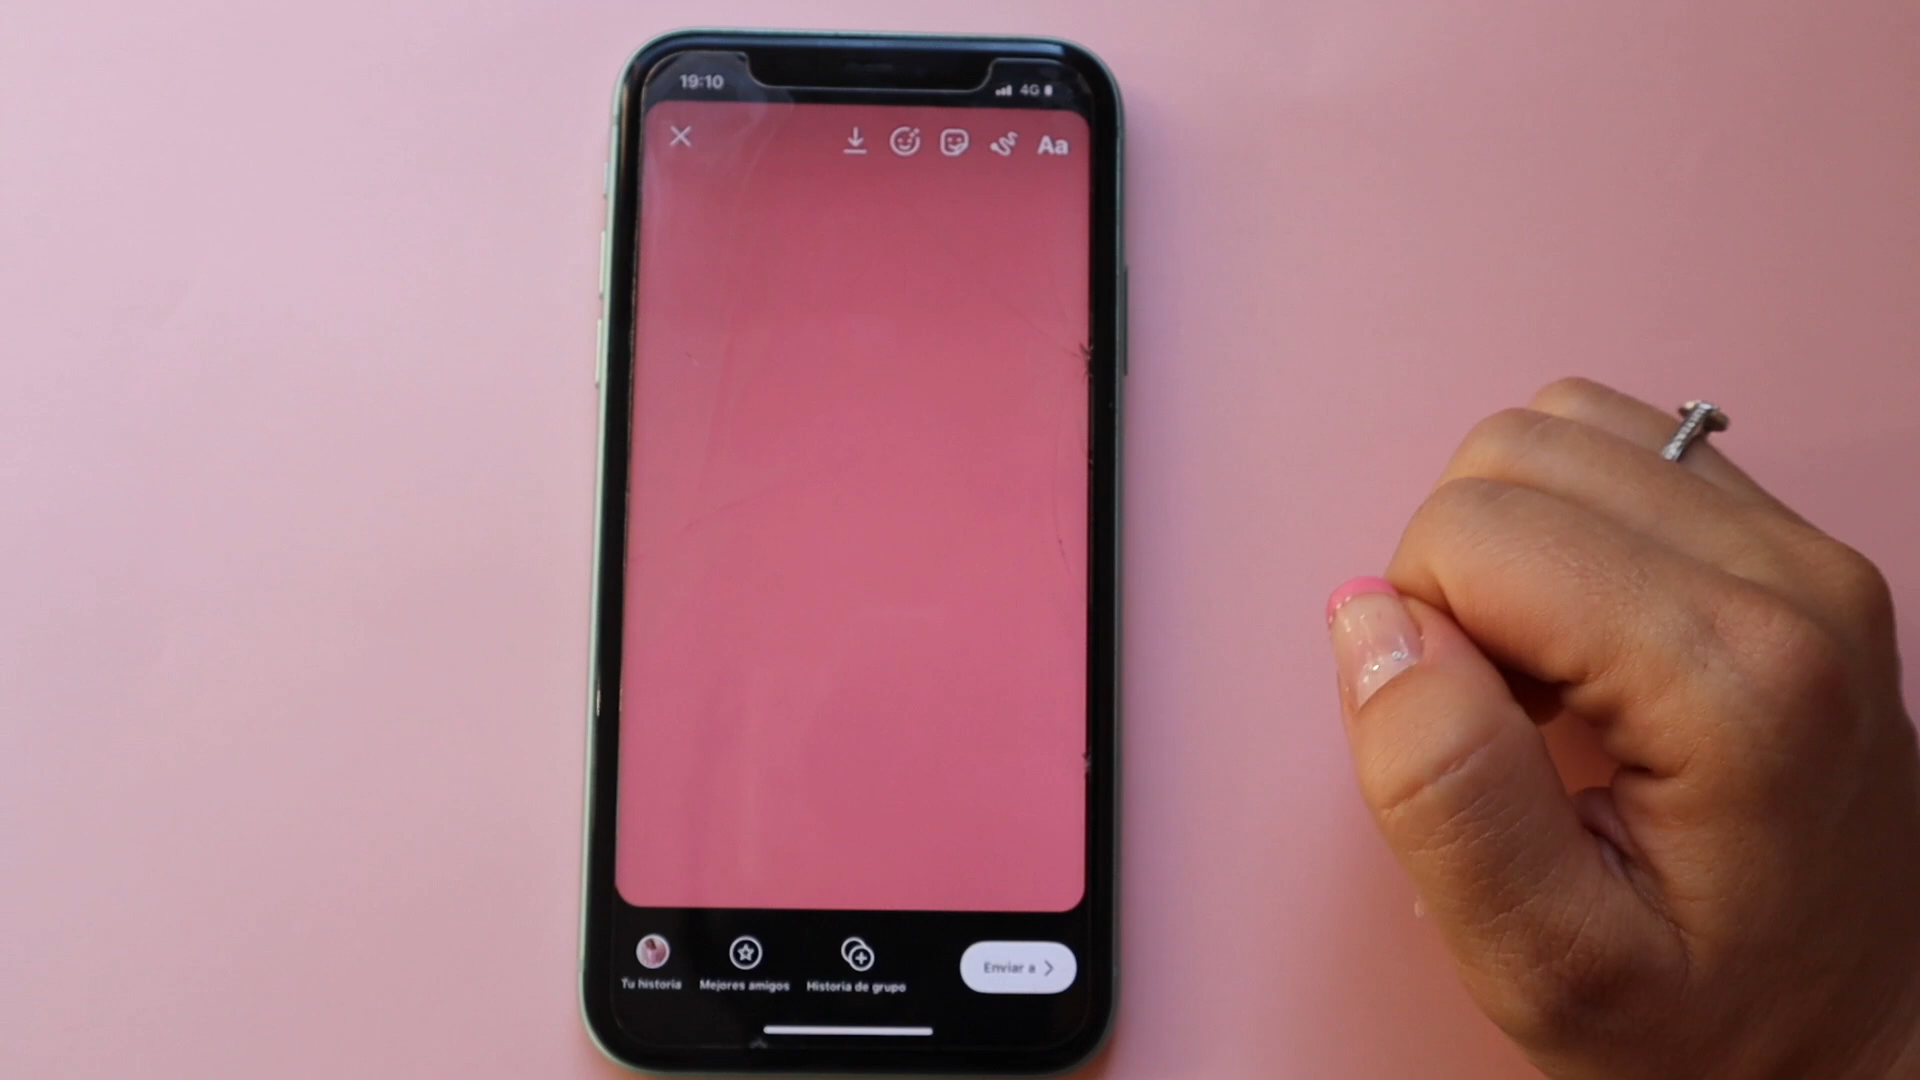 19:10
4G
Aa
Tu historia
Mejores amigos
Historia de grupo
Enviar a